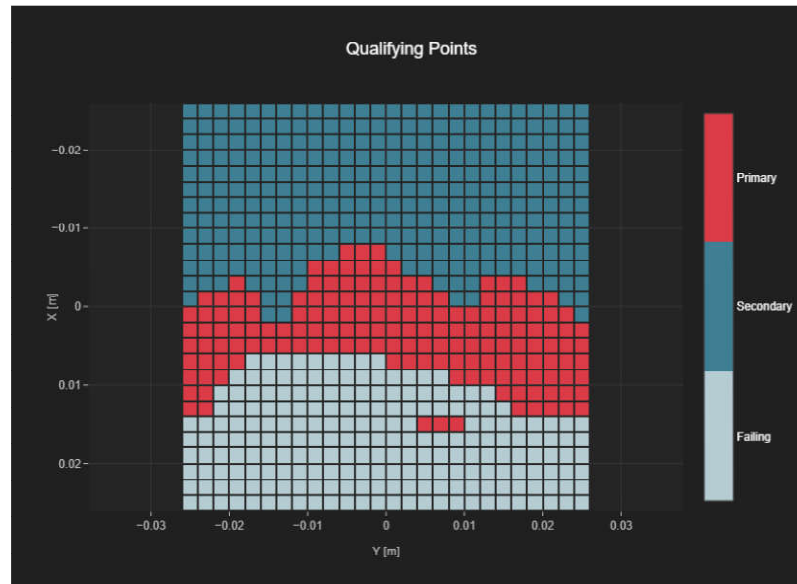 Qualifying Points
−0.02
−0.01
0
0.01
0.02
X [m]
−0.03
−0.02
−0.01
0
0.01
0.02
0.03
Y [m]
Primary
Secondary
Failing